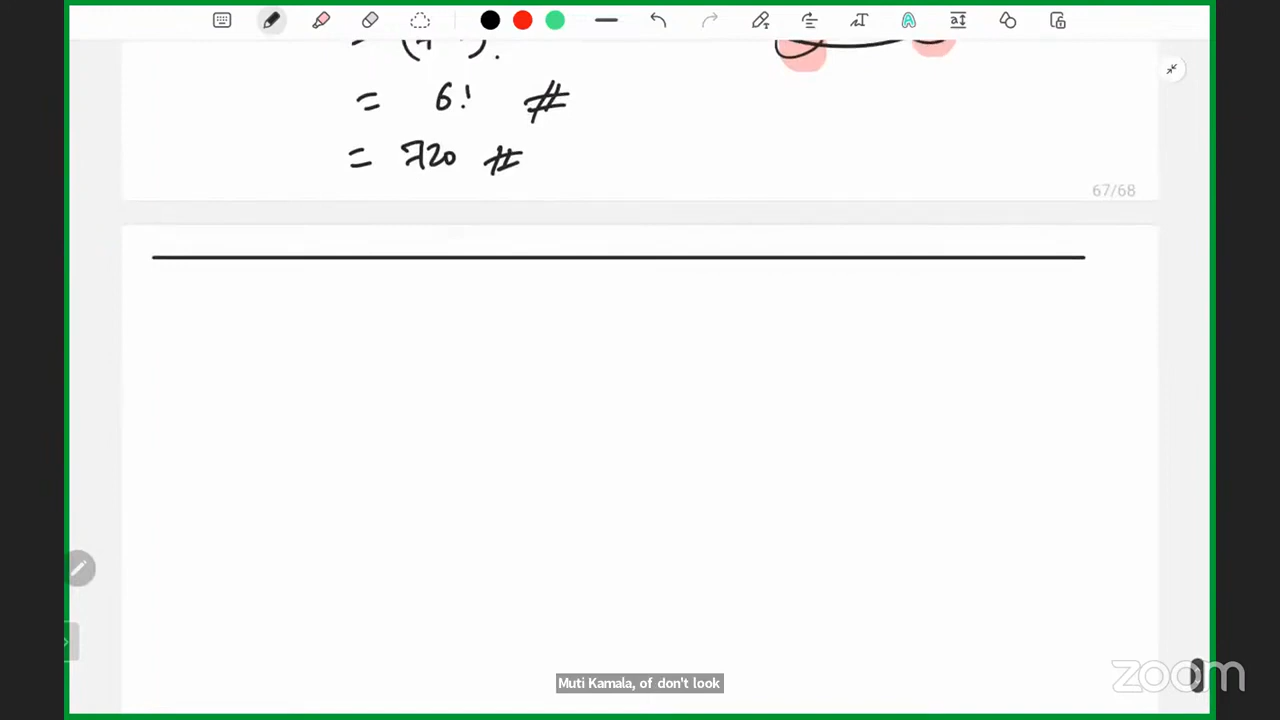 = 6! #
= 720 #
67/68
Muti Kamala, of don't look
zoom